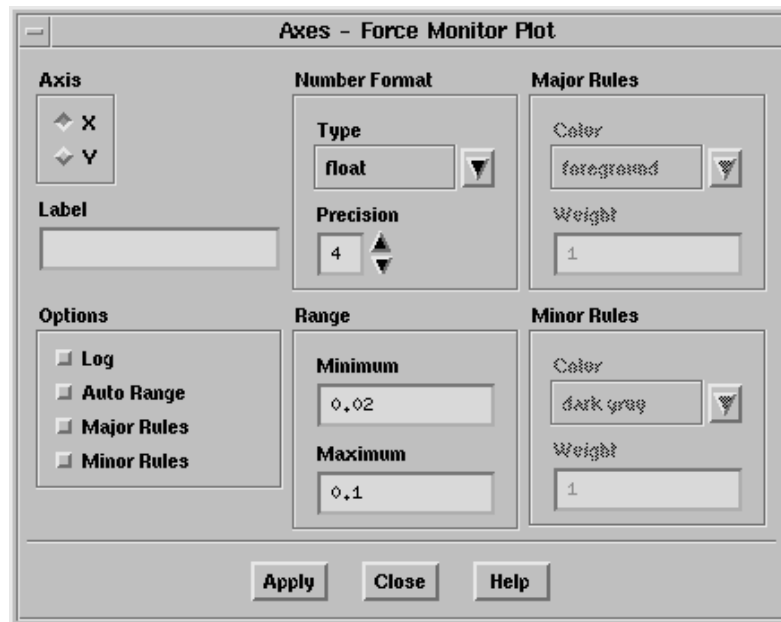 Axes - Force Monitor Plot
Axis
X
Y
Label
Number Format
Type
float
Precision
4
Major Rules
Color
foreground
Weight
1
Options
Log
Auto Range
Major Rules
Minor Rules
Range
Minimum
0.02
Maximum
0.1
Minor Rules
Color
dark gray
Weight
1
Apply
Close
Help